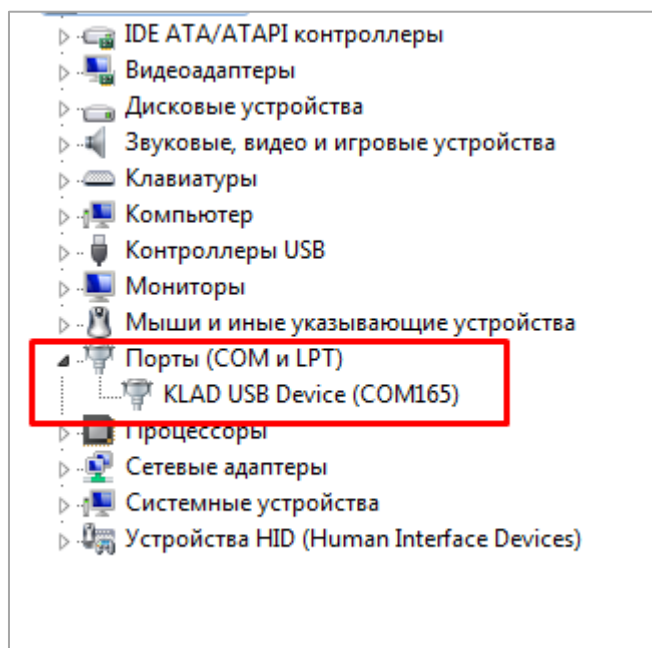 IDE ATA/ATAPI контроллеры
Видеоадаптеры
Дисковые устройства
Звуковые, видео и игровые устройства
Клавиатуры
Компьютер
Контроллеры USB
Мониторы
Мыши и иные указывающие устройства
Порты (COM и LPT)
KLAD USB Device (COM165)
Процессоры
Сетевые адаптеры
Системные устройства
Устройства HID (Human Interface Devices)